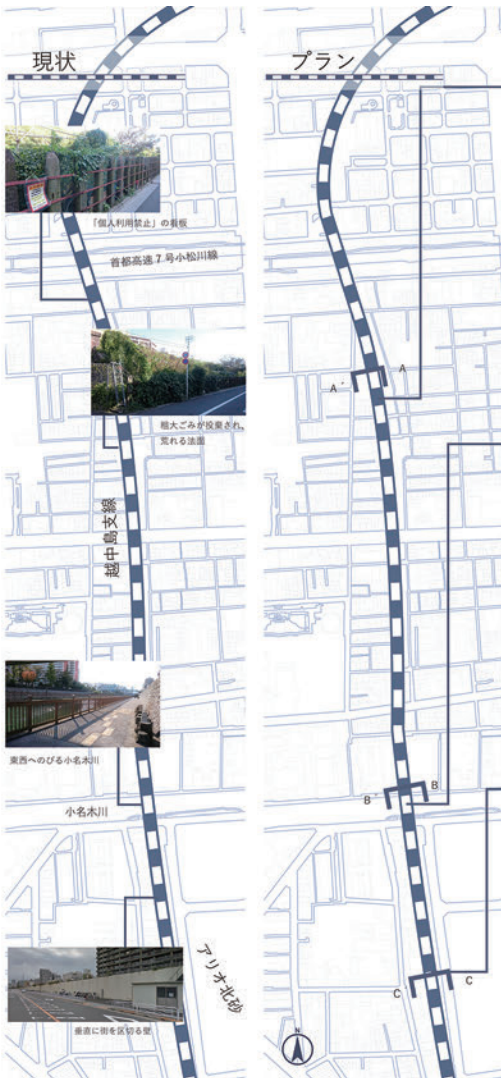 現状
「個人利用禁止」の看板
首都高速7号小松川線
粗大ごみが投棄され、
荒れる法面
越中島支線
東西へのびる小名木川
小名木川
アリオ北砂
垂直に街を区切る壁
プラン
A
A'
B
B'
C
C
N